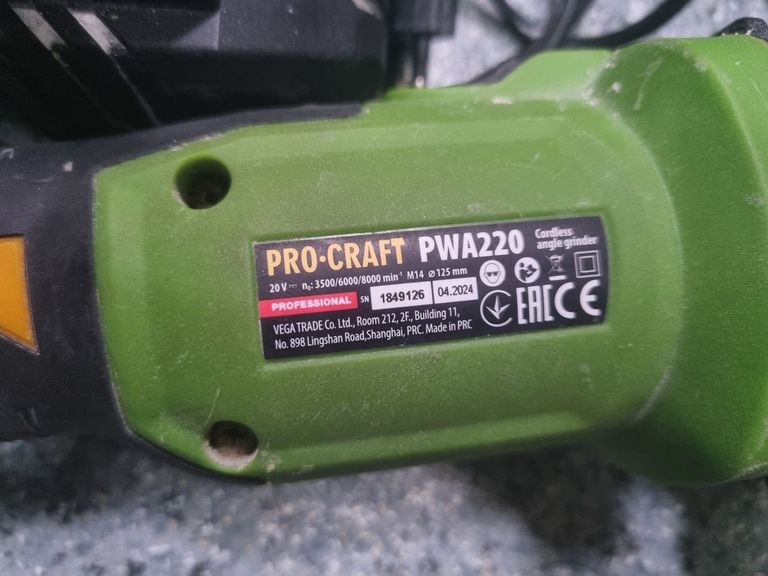 PRO·CRAFT PWA220 Cordless angle grinder
20 V⎓ n₀: 3500/6000/8000 min⁻¹ M14 ⌀125 mm
PROFESSIONAL SN 1849126 04.2024
VEGA TRADE Co. Ltd., Room 212, 2F., Building 11,
No. 898 Lingshan Road,Shanghai, PRC. Made in PRC
EAC CE